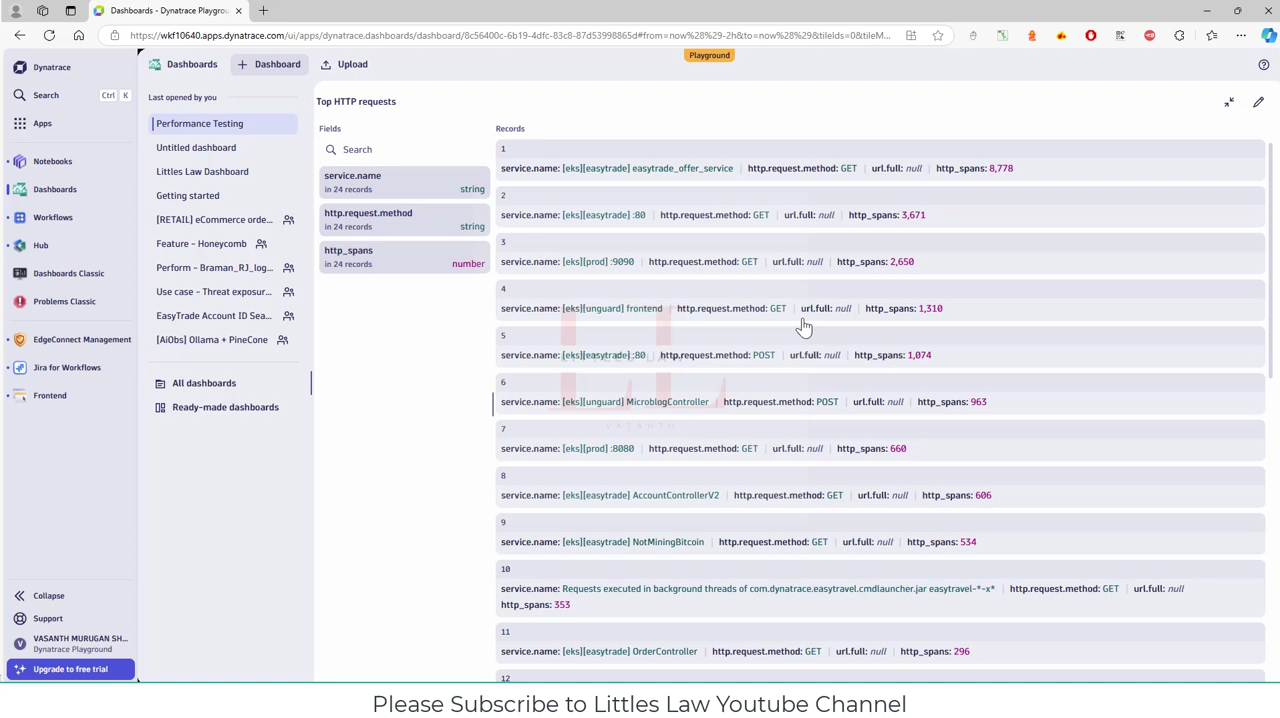 Dashboards - Dynatrace Playgrou
https://wkf10640.apps.dynatrace.com/ui/apps/dynatrace.dashboards/dashboard/8c56400c-6b19-4dfc-83bf-87d53998865d#from=now%28%29-2h&to=now%28%29&tileIds=0&tileM...
Playground
Dynatrace
Search
Ctrl
K
Apps
Notebooks
Dashboards
Workflows
Hub
Dashboards Classic
Problems Classic
EdgeConnect Management
Jira for Workflows
Frontend
Collapse
Support
V
VASANTH MURUGAN SH...
Dynatrace Playground
Upgrade to free trial
Dashboards
Dashboard
Upload
Last opened by you
Performance Testing
Untitled dashboard
Littles Law Dashboard
Getting started
[RETAIL] eCommerce orde...
Feature - Honeycomb
Perform - Braman_RJ_log...
Use case - Threat exposur...
EasyTrade Account ID Sea...
[AiObs] Ollama + PineCone
All dashboards
Ready-made dashboards
Top HTTP requests
Fields
Search
service.name
in 24 records
string
http.request.method
in 24 records
string
http_spans
in 24 records
number
Records
1
service.name: [eks][easytrade] easytrade_offer_service | http.request.method: GET | url.full: null | http_spans: 8,778
2
service.name: [eks][easytrade] :80 | http.request.method: GET | url.full: null | http_spans: 3,671
3
service.name: [eks][prod] :9090 | http.request.method: GET | url.full: null | http_spans: 2,650
4
service.name: [eks][unguard] frontend http.request.method: GET | url.full: null | http_spans: 1,310
5
service.name: [eks][easytrade] :80 http.request.method: POST | url.full: null | http_spans: 1,074
6
service.name: [eks][unguard] MicroblogController http.request.method: POST | url.full: null | http_spans: 963
7
VASANTH
service.name: [eks][prod] :8080 | http.request.method: GET | url.full: null | http_spans: 660
8
service.name: [eks][easytrade] AccountControllerV2 | http.request.method: GET | url.full: null | http_spans: 606
9
service.name: [eks][easytrade] NotMiningBitcoin | http.request.method: GET | url.full: null | http_spans: 534
10
service.name: Requests executed in background threads of com.dynatrace.easytravel.cmdlauncher.jar easytravel-*-x* | http.request.method: GET | url.full: null
http_spans: 353
11
service.name: [eks][easytrade] OrderController | http.request.method: GET | url.full: null | http_spans: 296
12
Please Subscribe to Littles Law Youtube Channel